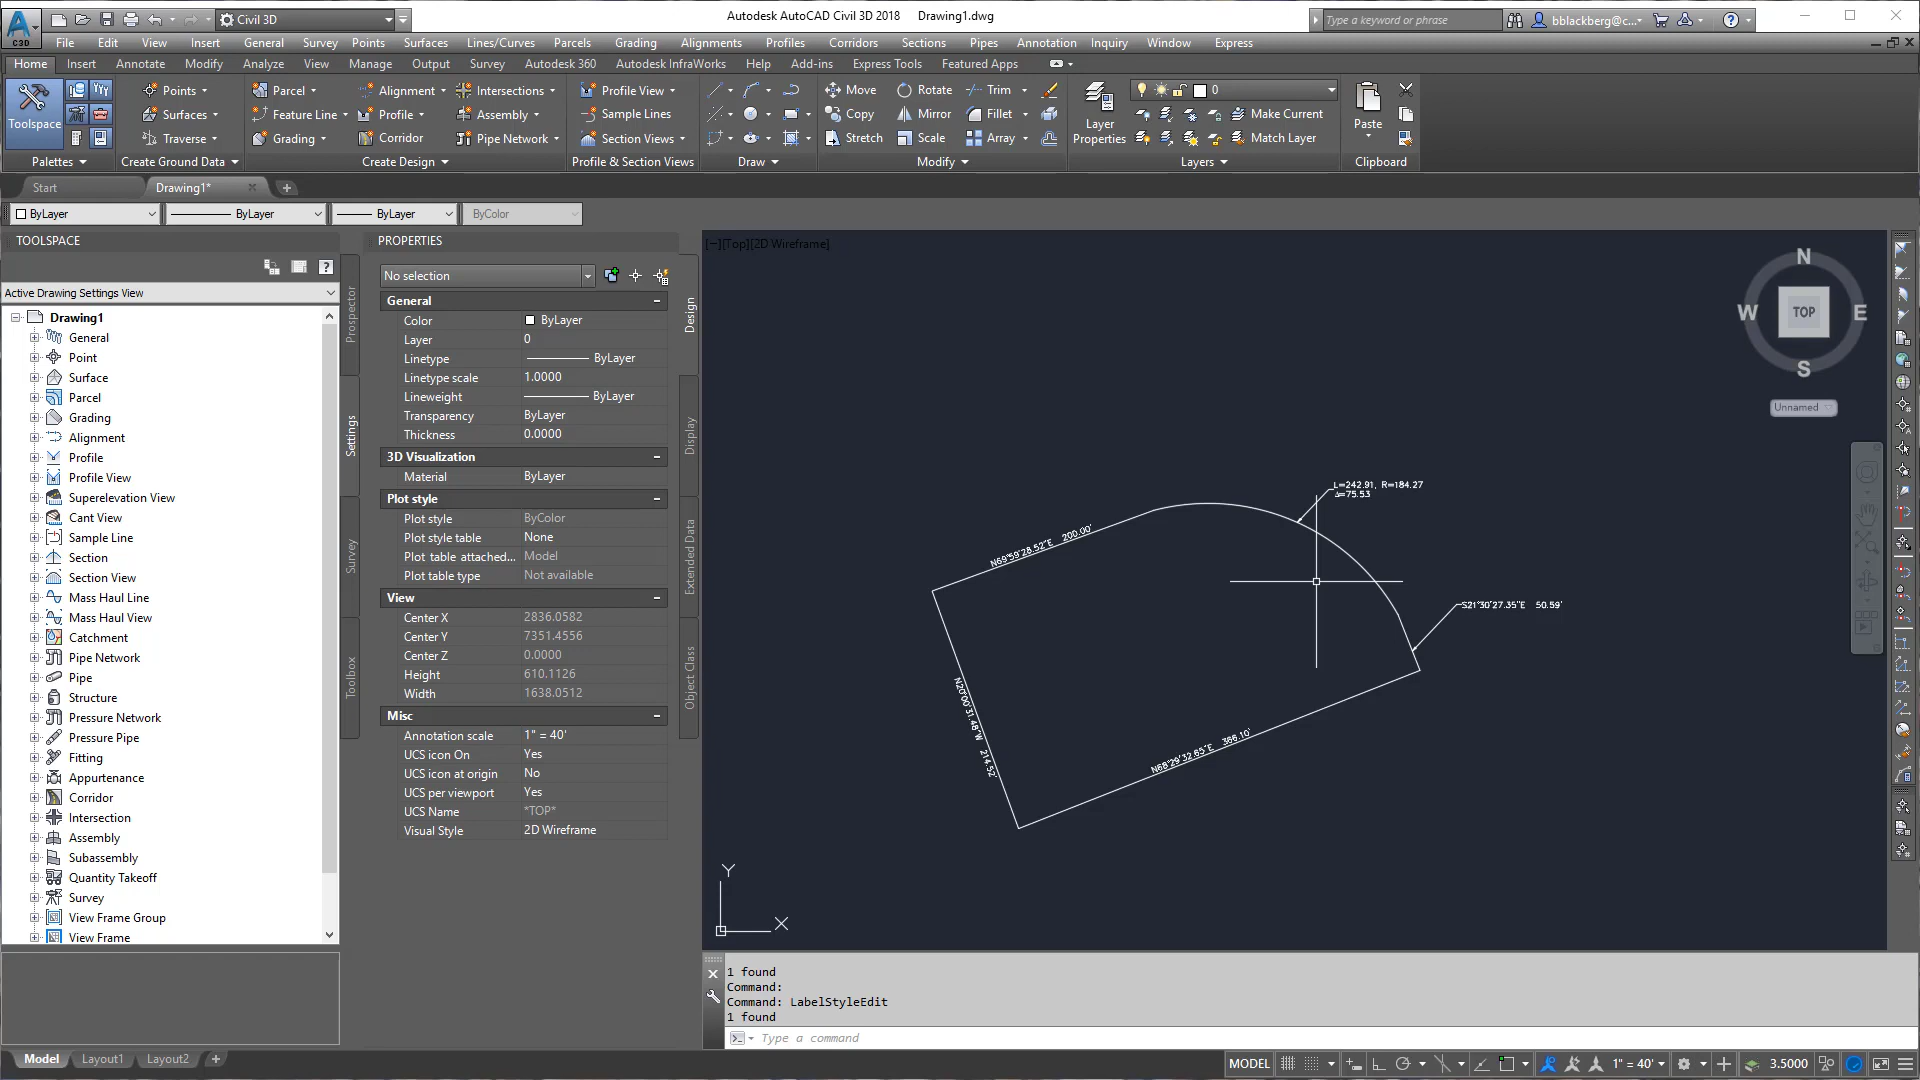 Civil 3D
Autodesk AutoCAD Civil 3D 2018 Drawing1.dwg
Type a keyword or phrase
bblackberg@c...
C3D
File Edit View Insert General Survey Points Surfaces Lines/Curves Parcels Grading Alignments Profiles Corridors Sections Pipes Annotation Inquiry Window Express
Home Insert Annotate Modify Analyze View Manage Output Survey Autodesk 360 Autodesk InfraWorks Help Add-ins Express Tools Featured Apps
Toolspace
Points
Surfaces
Traverse
Parcel
Feature Line
Grading
Alignment
Profile
Corridor
Intersections
Assembly
Pipe Network
Profile View
Sample Lines
Section Views
Move
Copy
Stretch
Rotate
Mirror
Scale
Trim
Fillet
Array
Layer
Properties
0
Make Current
Match Layer
Paste
Palettes Create Ground Data Create Design Profile & Section Views Draw Modify Layers Clipboard
Start Drawing1*
ByLayer ByLayer ByLayer ByColor
TOOLSPACE
Active Drawing Settings View
Drawing1
General
Point
Surface
Parcel
Grading
Alignment
Profile
Profile View
Superelevation View
Cant View
Sample Line
Section
Section View
Mass Haul Line
Mass Haul View
Catchment
Pipe Network
Pipe
Structure
Pressure Network
Pressure Pipe
Fitting
Appurtenance
Corridor
Intersection
Assembly
Subassembly
Quantity Takeoff
Survey
View Frame Group
View Frame
Prospector
Settings
Survey
Toolbox
PROPERTIES
No selection
General
Color ByLayer
Layer 0
Linetype ByLayer
Linetype scale 1.0000
Lineweight ByLayer
Transparency ByLayer
Thickness 0.0000
3D Visualization
Material ByLayer
Plot style
Plot style ByColor
Plot style table None
Plot table attached... Model
Plot table type Not available
View
Center X 2836.0582
Center Y 7351.4556
Center Z 0.0000
Height 610.1126
Width 1638.0512
Misc
Annotation scale 1" = 40'
UCS icon On Yes
UCS icon at origin No
UCS per viewport Yes
UCS Name *TOP*
Visual Style 2D Wireframe
Design
Display
Extended Data
Object Class
[−][Top][2D Wireframe]
N
W TOP E
S
Unnamed
L=242.91, R=184.27
Δ=75.53
N69°59'28.52"E 200.00'
S21°30'27.35"E 50.59'
N20°00'31.48"W 214.52'
N68°29'32.65"E 366.10'
Y
X
1 found
Command:
Command: LabelStyleEdit
1 found
Type a command
Model Layout1 Layout2
MODEL 1" = 40' 3.5000